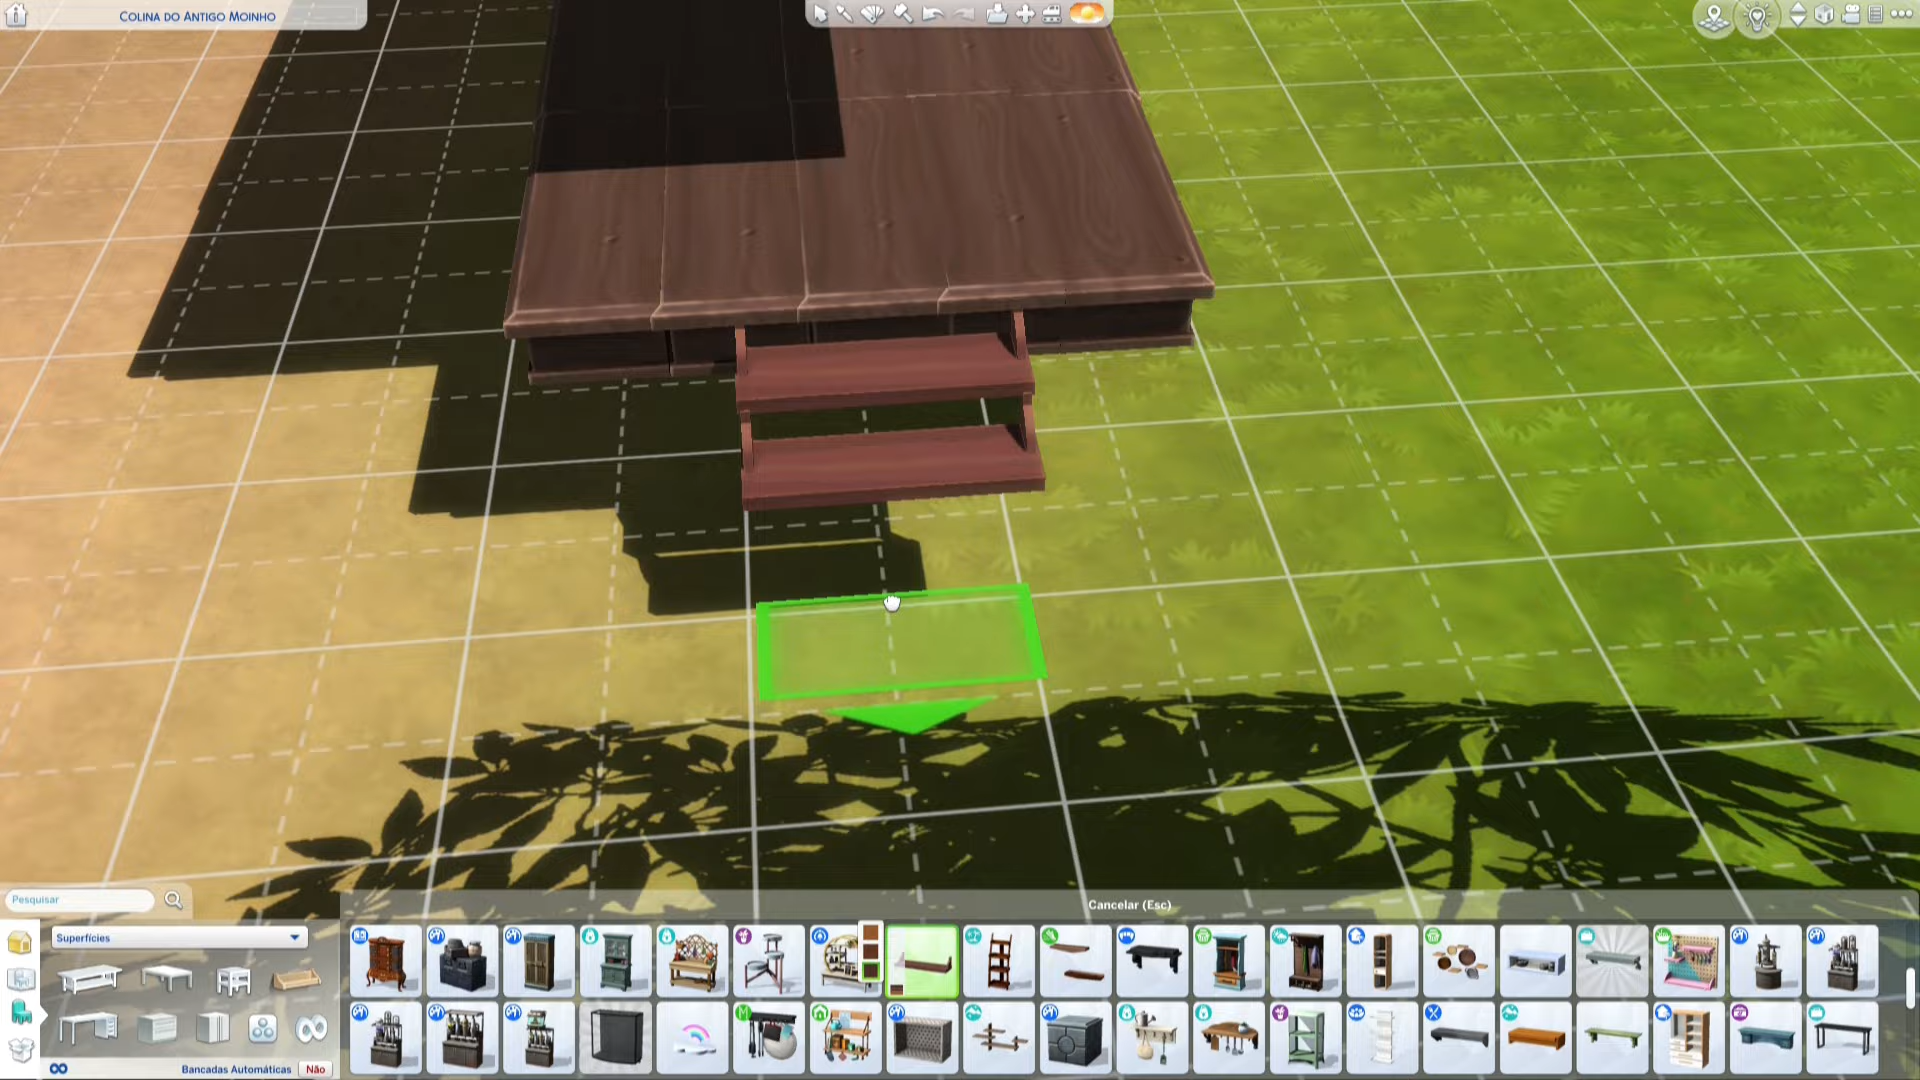 COLINA DO ANTIGO MOINHO
Pesquisar
Cancelar (Esc)
Superfícies
Bancadas Automáticas Não